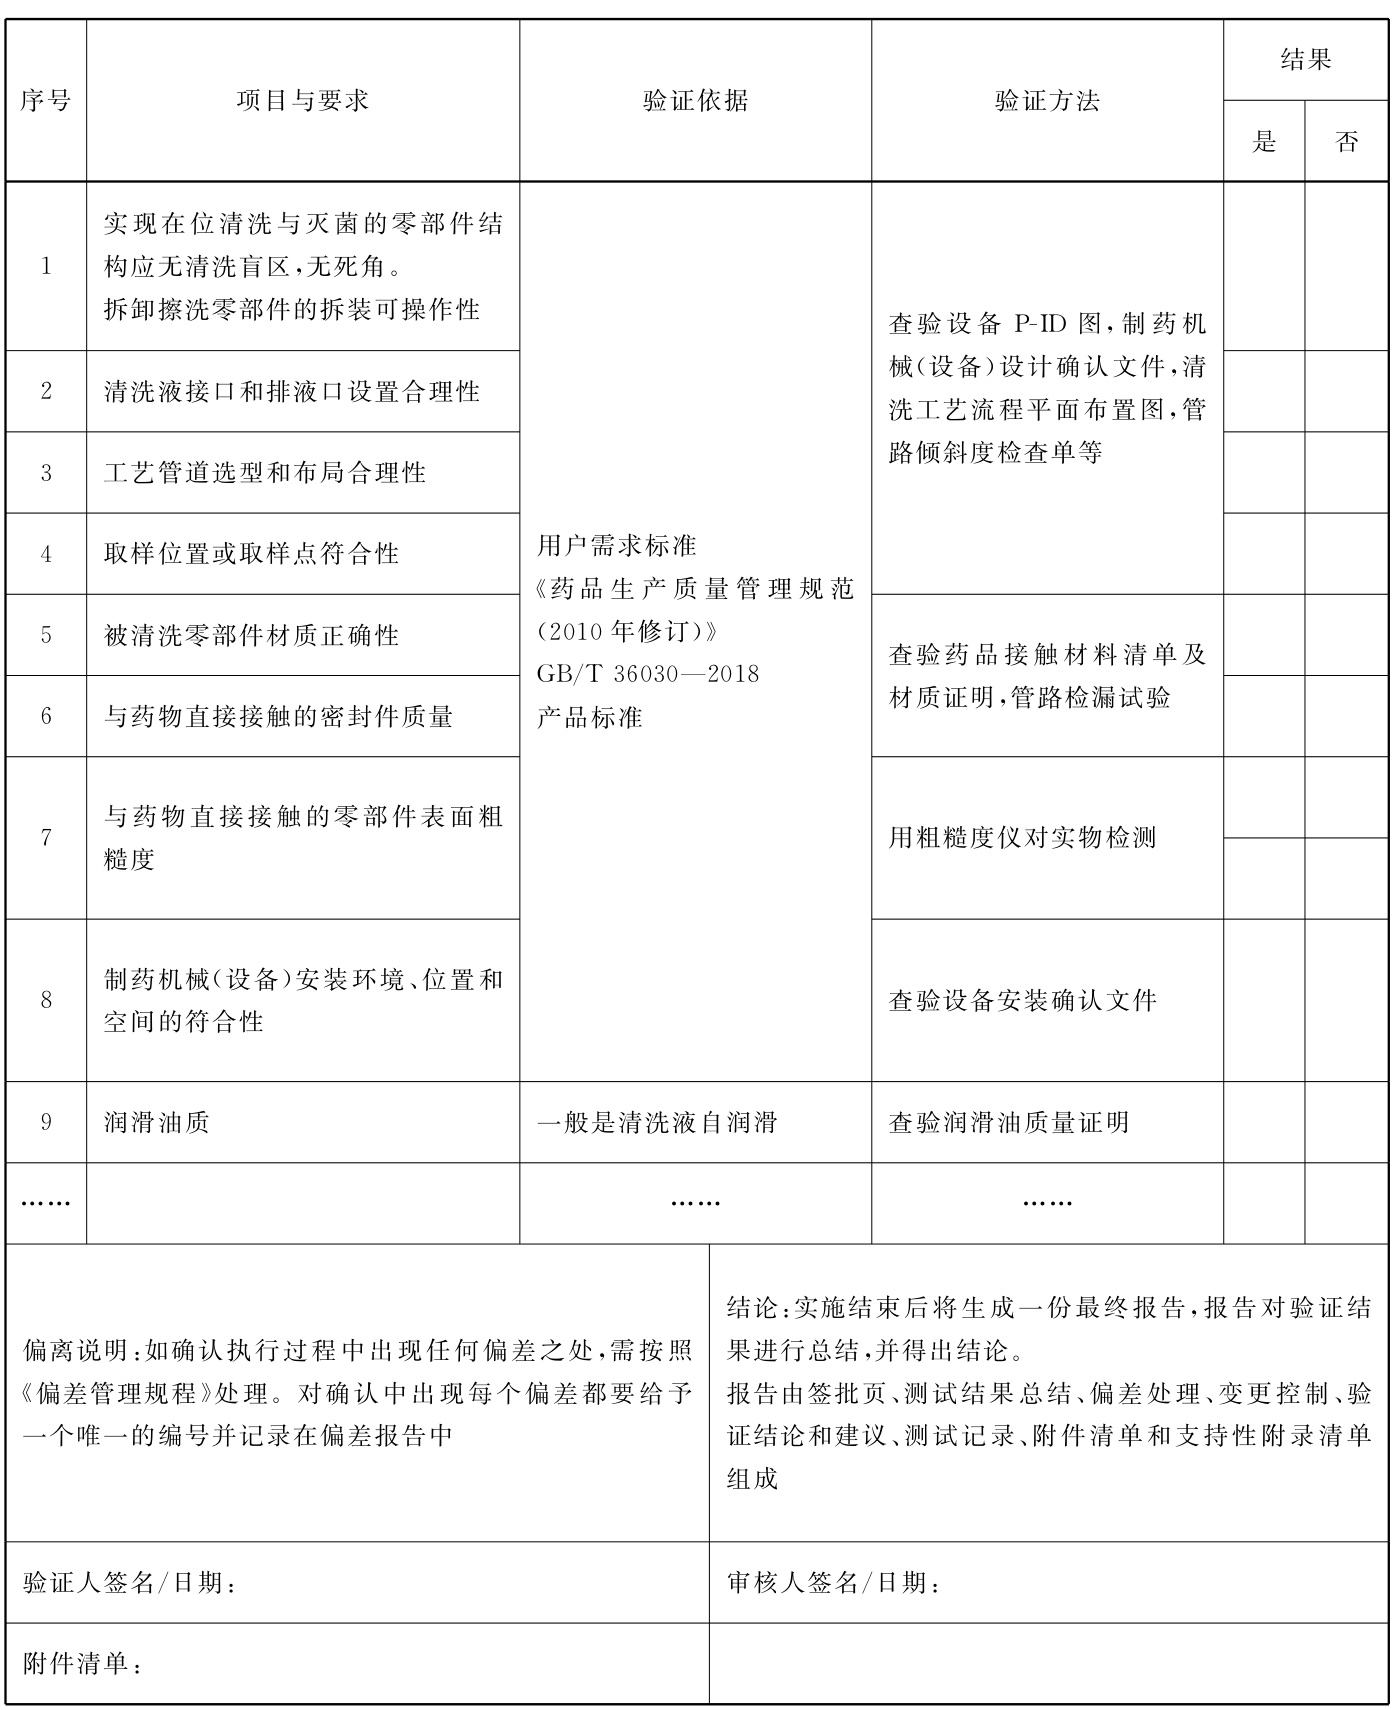 序号
项目与要求
验证依据
验证方法
结果
是
否
1
实现在位清洗与灭菌的零部件结
构应无清洗盲区,无死角。
拆卸擦洗零部件的拆装可操作性
用户需求标准
《药品生产质量管理规范
(2010年修订)》
GB/T 36030—2018
产品标准
查验设备 P-ID 图,制药机
械(设备)设计确认文件,清
洗工艺流程平面布置图,管
路倾斜度检查单等
2
清洗液接口和排液口设置合理性
3
工艺管道选型和布局合理性
4
取样位置或取样点符合性
5
被清洗零部件材质正确性
查验药品接触材料清单及
材质证明,管路检漏试验
6
与药物直接接触的密封件质量
7
与药物直接接触的零部件表面粗
糙度
用粗糙度仪对实物检测
8
制药机械(设备)安装环境、位置和
空间的符合性
查验设备安装确认文件
9
润滑油质
一般是清洗液自润滑
查验润滑油质量证明
……
……
……
偏离说明:如确认执行过程中出现任何偏差之处,需按照
《偏差管理规程》处理。对确认中出现每个偏差都要给予
一个唯一的编号并记录在偏差报告中
结论:实施结束后将生成一份最终报告,报告对验证结
果进行总结,并得出结论。
报告由签批页、测试结果总结、偏差处理、变更控制、验
证结论和建议、测试记录、附件清单和支持性附录清单
组成
验证人签名/日期:
审核人签名/日期:
附件清单: